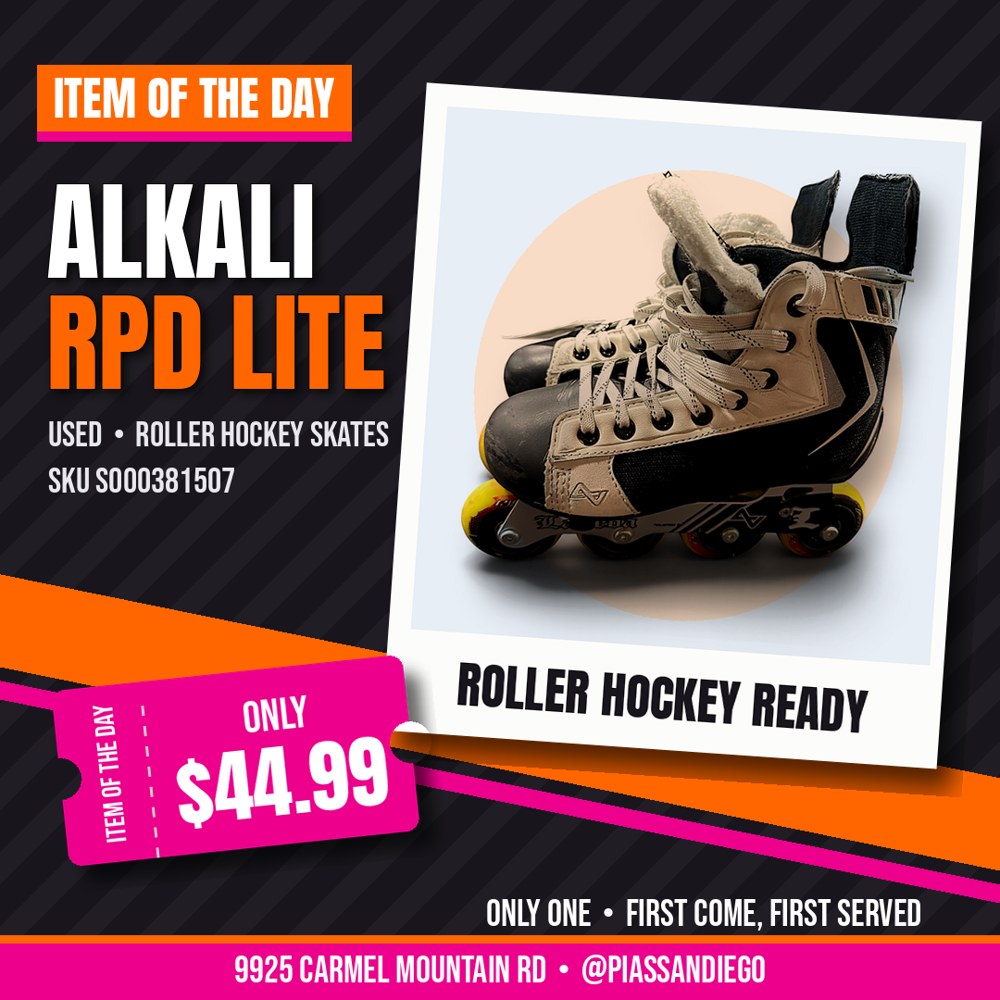 ITEM OF THE DAY
ALKALI
RPD LITE
USED • ROLLER HOCKEY SKATES
SKU S000381507
ROLLER HOCKEY READY
ITEM OF THE DAY
ONLY
$44.99
ONLY ONE • FIRST COME, FIRST SERVED
9925 CARMEL MOUNTAIN RD • @PIASSANDIEGO